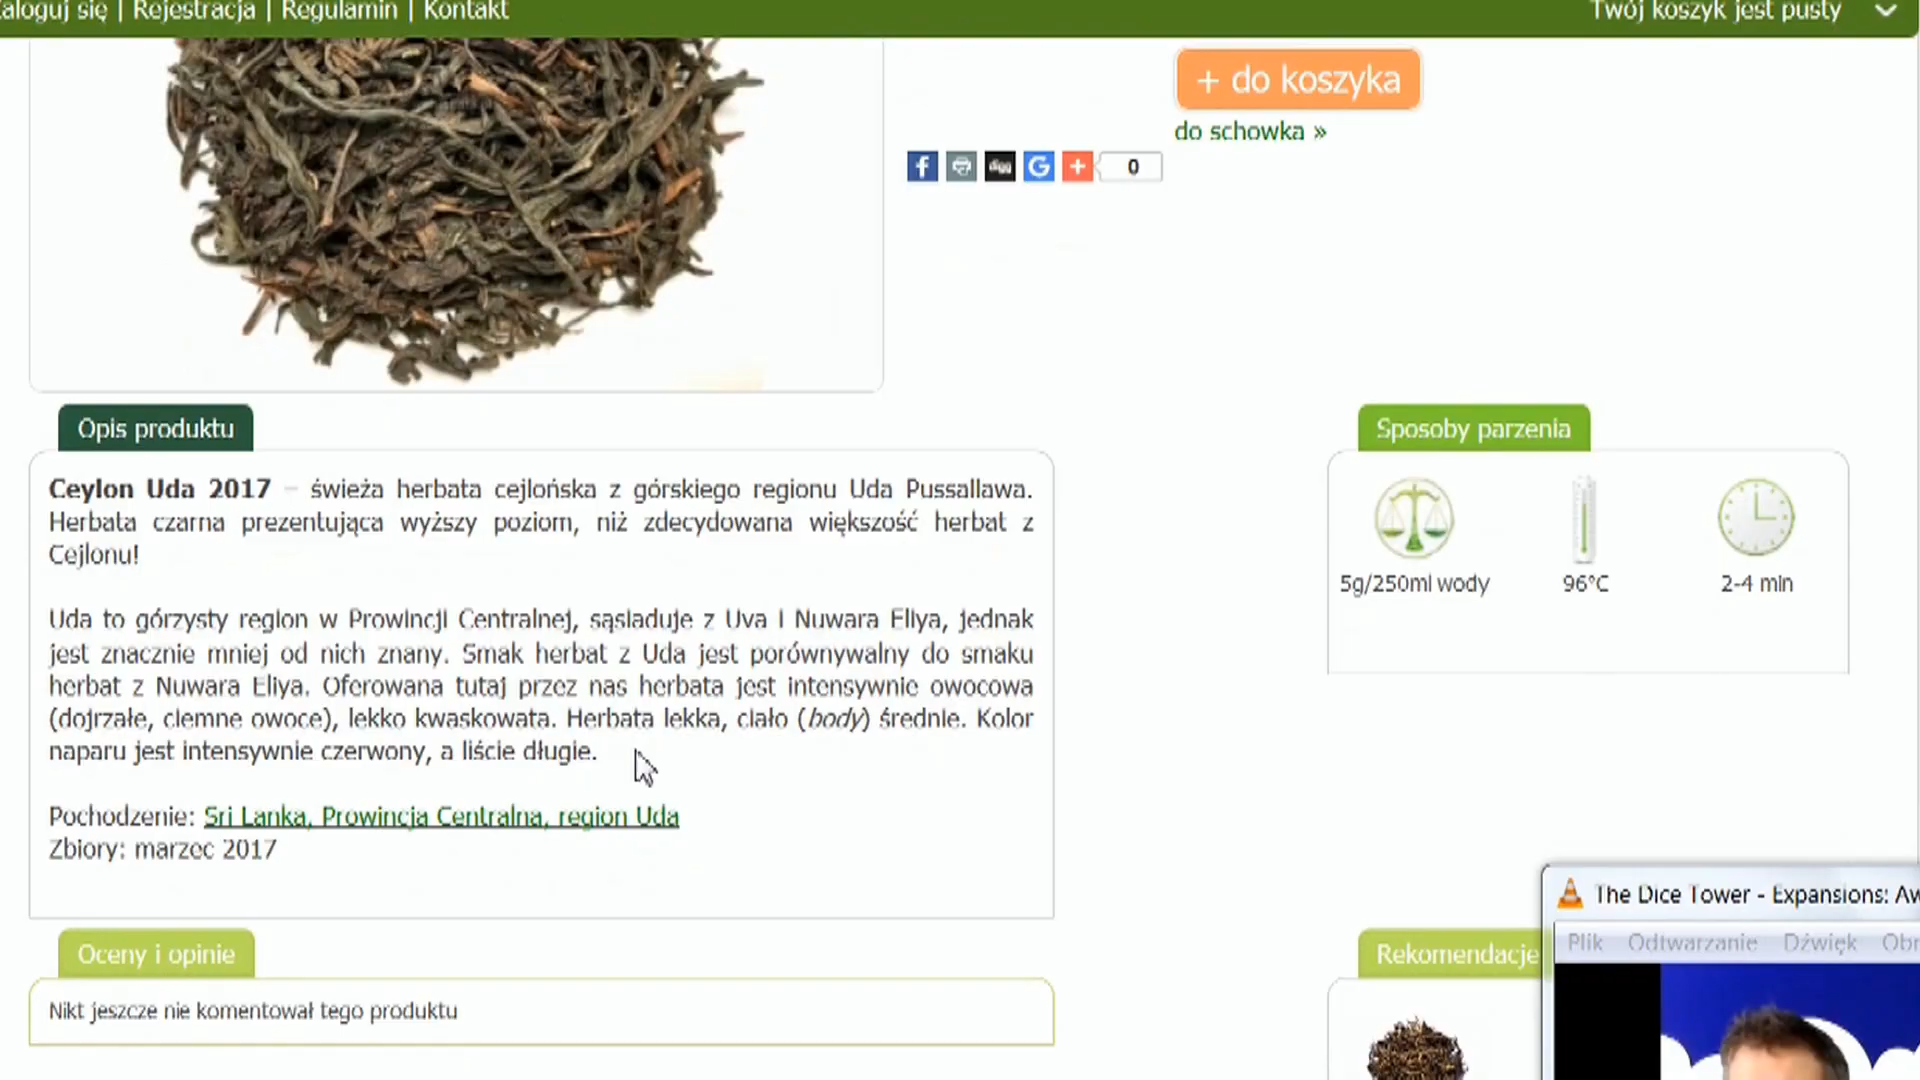 Zaloguj się | Rejestracja | Regulamin | Kontakt
Twój koszyk jest pusty
+ do koszyka
do schowka »
0
digg
Opis produktu
Ceylon Uda 2017 – świeża herbata cejlońska z górskiego regionu Uda Pussallawa.
Herbata czarna prezentująca wyższy poziom, niż zdecydowana większość herbat z
Cejlonu!
Uda to górzysty region w Prowincji Centralnej, sąsiaduje z Uva i Nuwara Eliya, jednak
jest znacznie mniej od nich znany. Smak herbat z Uda jest porównywalny do smaku
herbat z Nuwara Eliya. Oferowana tutaj przez nas herbata jest intensywnie owocowa
(dojrzałe, ciemne owoce), lekko kwaskowata. Herbata lekka, ciało (body) średnie. Kolor
naparu jest intensywnie czerwony, a liście długie.
Pochodzenie: Sri Lanka, Prowincja Centralna, region Uda
Zbiory: marzec 2017
Sposoby parzenia
5g/250ml wody
96°C
2-4 min
Oceny i opinie
Nikt jeszcze nie komentował tego produktu
Rekomendacje
The Dice Tower - Expansions: Aw
Plik Odtwarzanie Dźwięk Obr